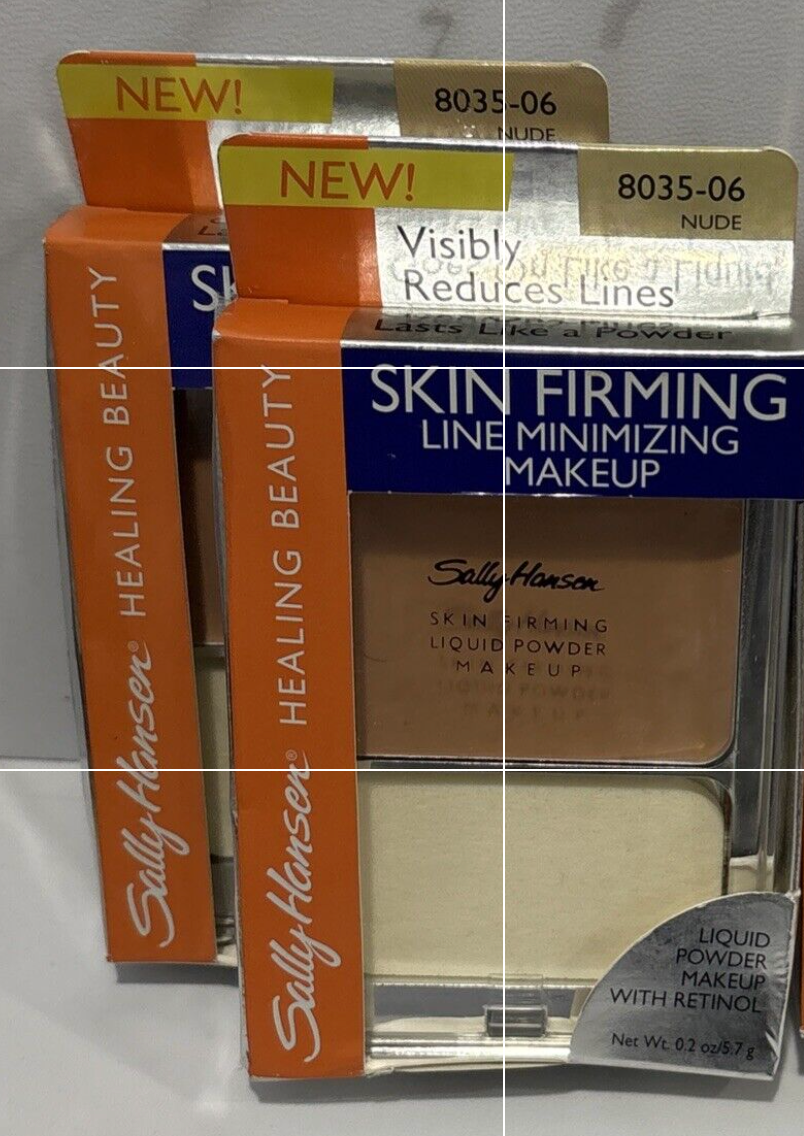 NEW!
8035-06
NUDE
SK
HEALING BEAUTY
Sally Hansen®
NEW!
8035-06
NUDE
Visibly
Reduces Lines
Lasts Like a Powder
SKIN FIRMING
LINE MINIMIZING
MAKEUP
Sally Hansen® HEALING BEAUTY
Sally Hansen
SKIN FIRMING
LIQUID POWDER
MAKEUP
LIQUID
POWDER
MAKEUP
WITH RETINOL
Net Wt. 0.2 oz/5.7 g